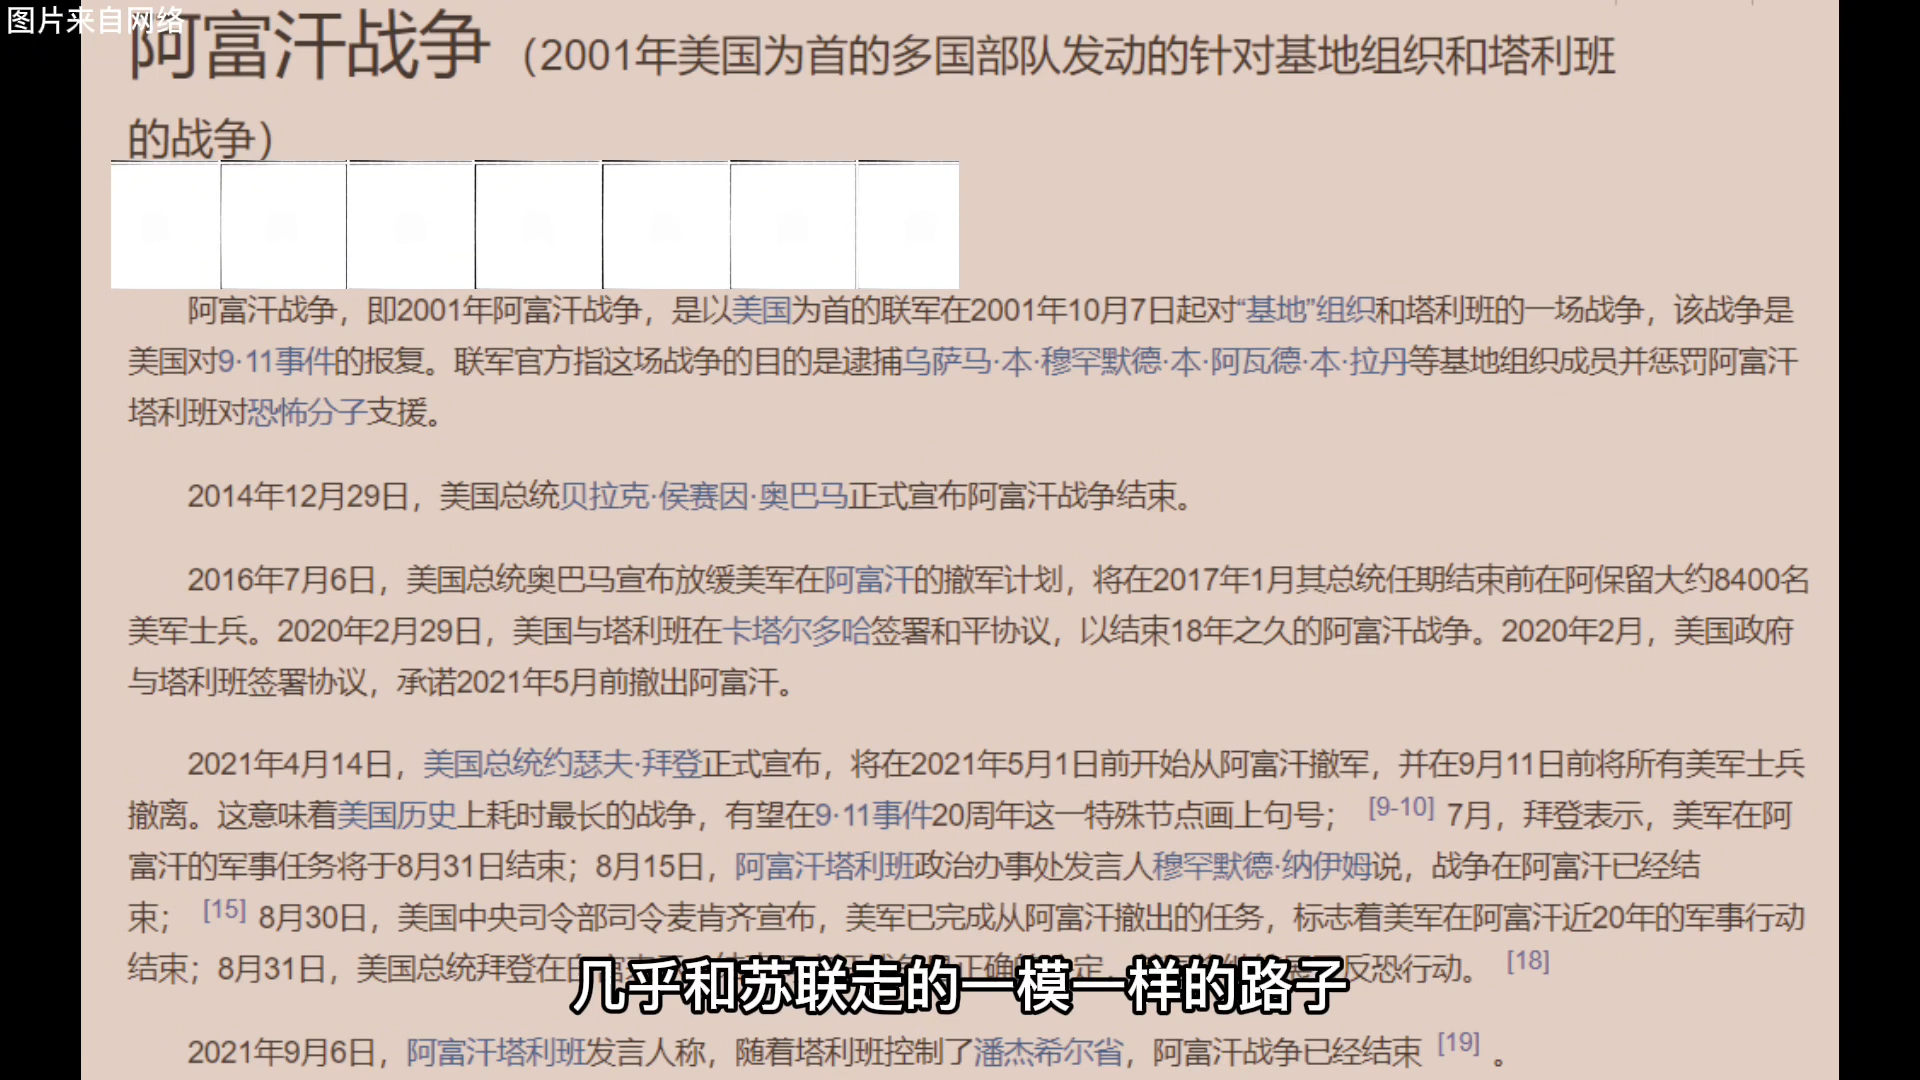 图片来自网络
阿富汗战争（2001年美国为首的多国部队发动的针对基地组织和塔利班
的战争）
阿富汗战争，即2001年阿富汗战争，是以美国为首的联军在2001年10月7日起对“基地”组织和塔利班的一场战争，该战争是
美国对9·11事件的报复。联军官方指这场战争的目的是逮捕乌萨马·本·穆罕默德·本·阿瓦德·本·拉丹等基地组织成员并惩罚阿富汗
塔利班对恐怖分子支援。
2014年12月29日，美国总统贝拉克·侯赛因·奥巴马正式宣布阿富汗战争结束。
2016年7月6日，美国总统奥巴马宣布放缓美军在阿富汗的撤军计划，将在2017年1月其总统任期结束前在阿保留大约8400名
美军士兵。2020年2月29日，美国与塔利班在卡塔尔多哈签署和平协议，以结束18年之久的阿富汗战争。2020年2月，美国政府
与塔利班签署协议，承诺2021年5月前撤出阿富汗。
2021年4月14日，美国总统约瑟夫·拜登正式宣布，将在2021年5月1日前开始从阿富汗撤军，并在9月11日前将所有美军士兵
撤离。这意味着美国历史上耗时最长的战争，有望在9·11事件20周年这一特殊节点画上句号；[9-10] 7月，拜登表示，美军在阿
富汗的军事任务将于8月31日结束；8月15日，阿富汗塔利班政治办事处发言人穆罕默德·纳伊姆说，战争在阿富汗已经结
束；[15] 8月30日，美国中央司令部司令麦肯齐宣布，美军已完成从阿富汗撤出的任务，标志着美军在阿富汗近20年的军事行动
结束；8月31日，美国总统拜登在白 正确 定， 反恐行动。[18]
几乎和苏联走的一模一样的路子
2021年9月6日，阿富汗塔利班发言人称，随着塔利班控制了潘杰希尔省，阿富汗战争已经结束 [19] 。